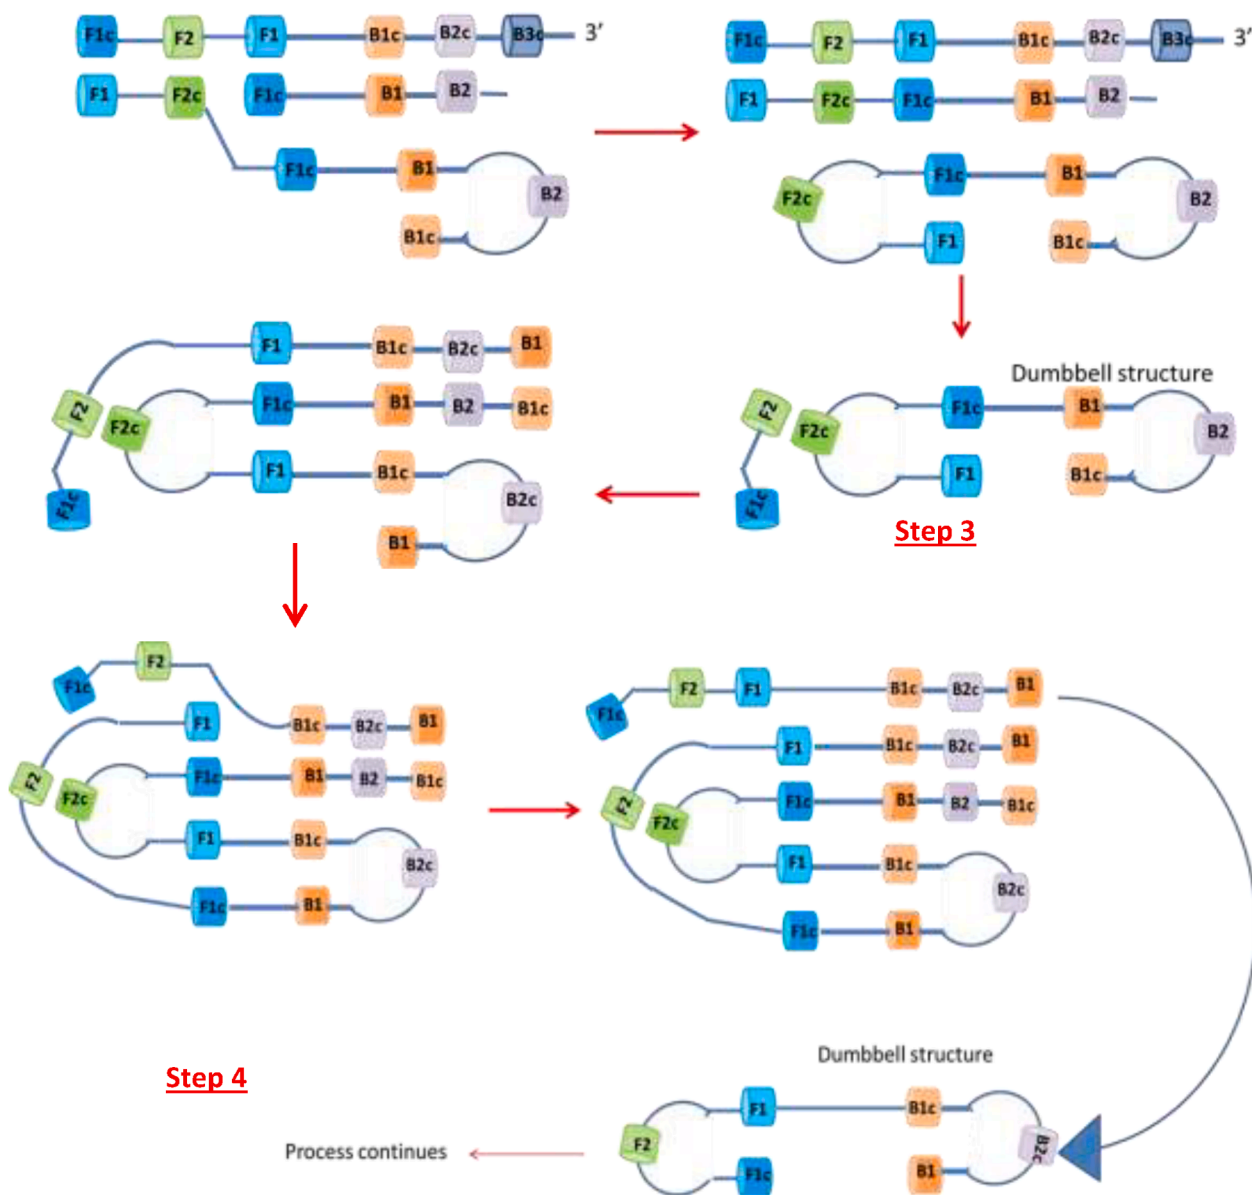 F1c F2 F1 B1c B2c B3c 3'
F1 F2c F1c B1 B2
F1c B1
B2
B1c
F1c F2 F1 B1c B2c B3c 3'
F1 F2c F1c B1 B2
F1c B1
F2c B2
F1 B1c
F1 B1c B2c B1
F2 F1c B1 B2 B1c
F2c
F1 B1c
F1c B2c
B1
Dumbbell structure
F2 F1c B1
F2c B2
F1c F1 B1c
Step 3
F1c F2
F1 B1c B2c B1
F2 F2c F1c B1 B2 B1c
F1 B1c
B2c
F1c B1
F1c F2 F1 B1c B2c B1
F1 B1c B2c B1
F2 F2c F1c B1 B2 B1c
F1 B1c
B2c
F1c B1
Step 4
Dumbbell structure
F1 B1c
F2 B2c
F1c B1
Process continues